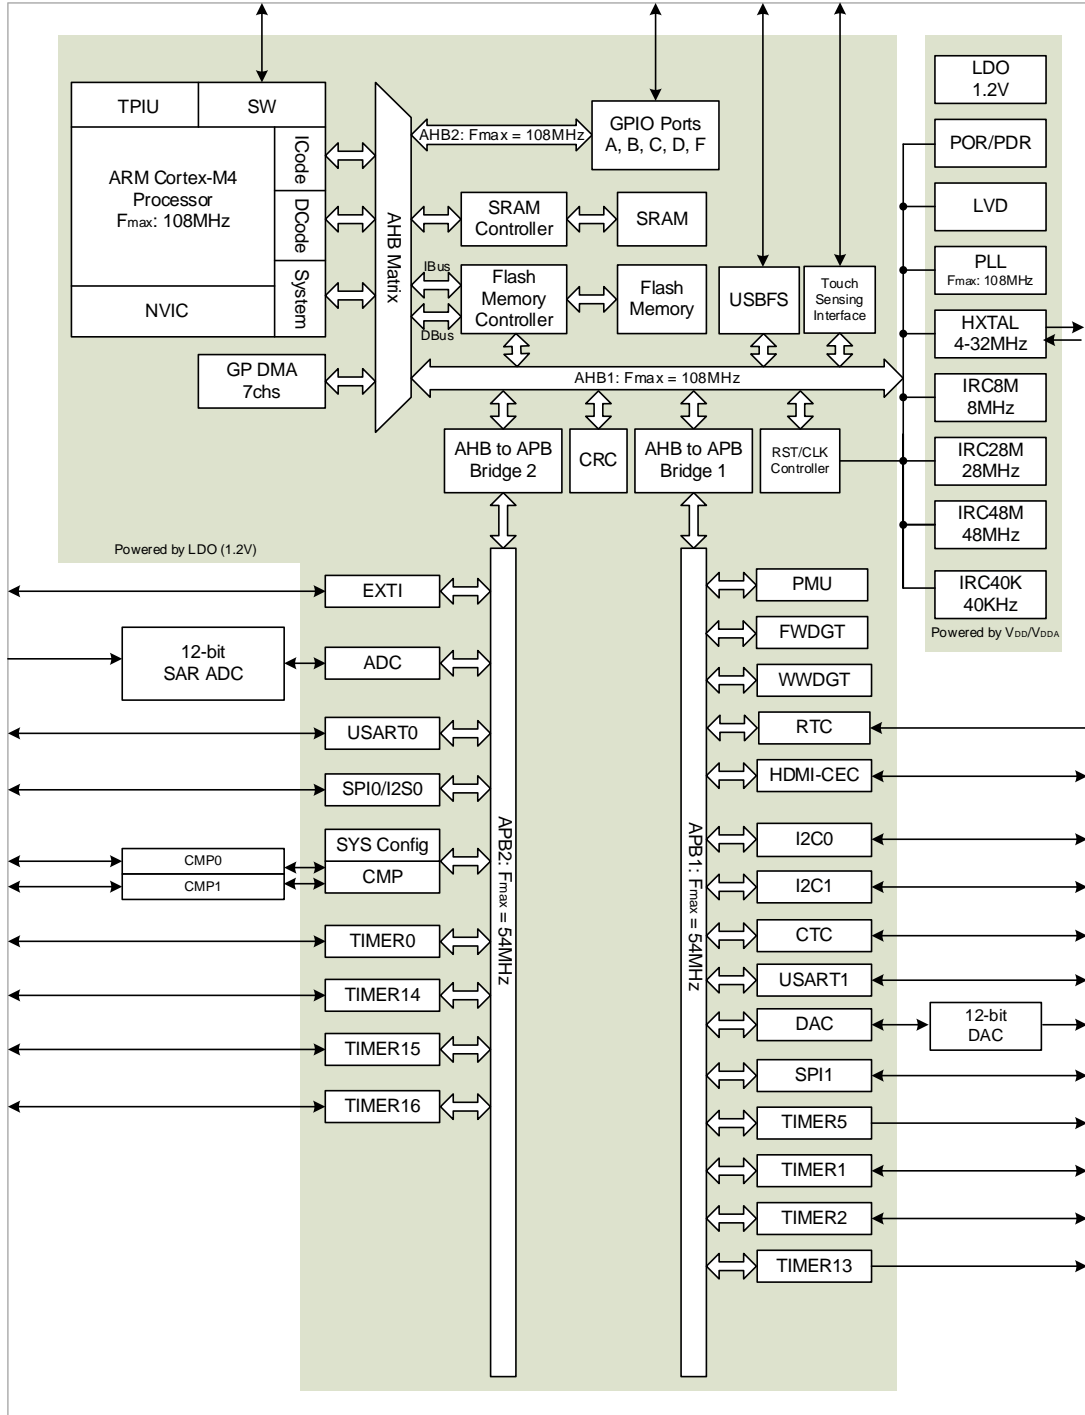 TPIU
SW
ARM Cortex-M4
Processor
Fmax: 108MHz
ICode
DCode
System
NVIC
GP DMA
7chs
AHB Matrix
AHB2: Fmax = 108MHz
GPIO Ports
A, B, C, D, F
SRAM
Controller
SRAM
IBus
DBus
Flash
Memory
Controller
Flash
Memory
USBFS
Touch
Sensing
Interface
AHB1: Fmax = 108MHz
AHB to APB
Bridge 2
CRC
AHB to APB
Bridge 1
RST/CLK
Controller
LDO
1.2V
POR/PDR
LVD
PLL
Fmax: 108MHz
HXTAL
4-32MHz
IRC8M
8MHz
IRC28M
28MHz
IRC48M
48MHz
IRC40K
40KHz
Powered by VDD/VDDA
Powered by LDO (1.2V)
EXTI
12-bit
SAR ADC
ADC
USART0
SPI0/I2S0
SYS Config
CMP
CMP0
CMP1
TIMER0
TIMER14
TIMER15
TIMER16
APB2: Fmax = 54MHz
APB1: Fmax = 54MHz
PMU
FWDGT
WWDGT
RTC
HDMI-CEC
I2C0
I2C1
CTC
USART1
DAC
12-bit
DAC
SPI1
TIMER5
TIMER1
TIMER2
TIMER13